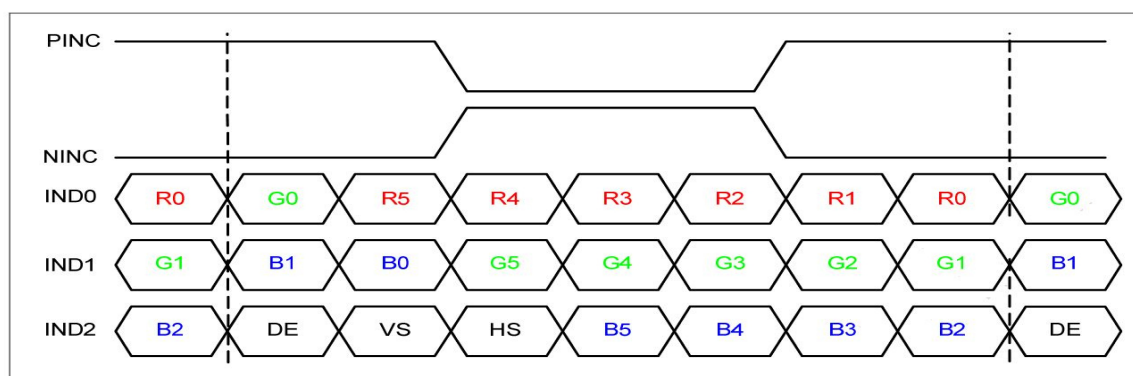 PINC
NINC
IND0 R0 G0 R5 R4 R3 R2 R1 R0 G0
IND1 G1 B1 B0 G5 G4 G3 G2 G1 B1
IND2 B2 DE VS HS B5 B4 B3 B2 DE